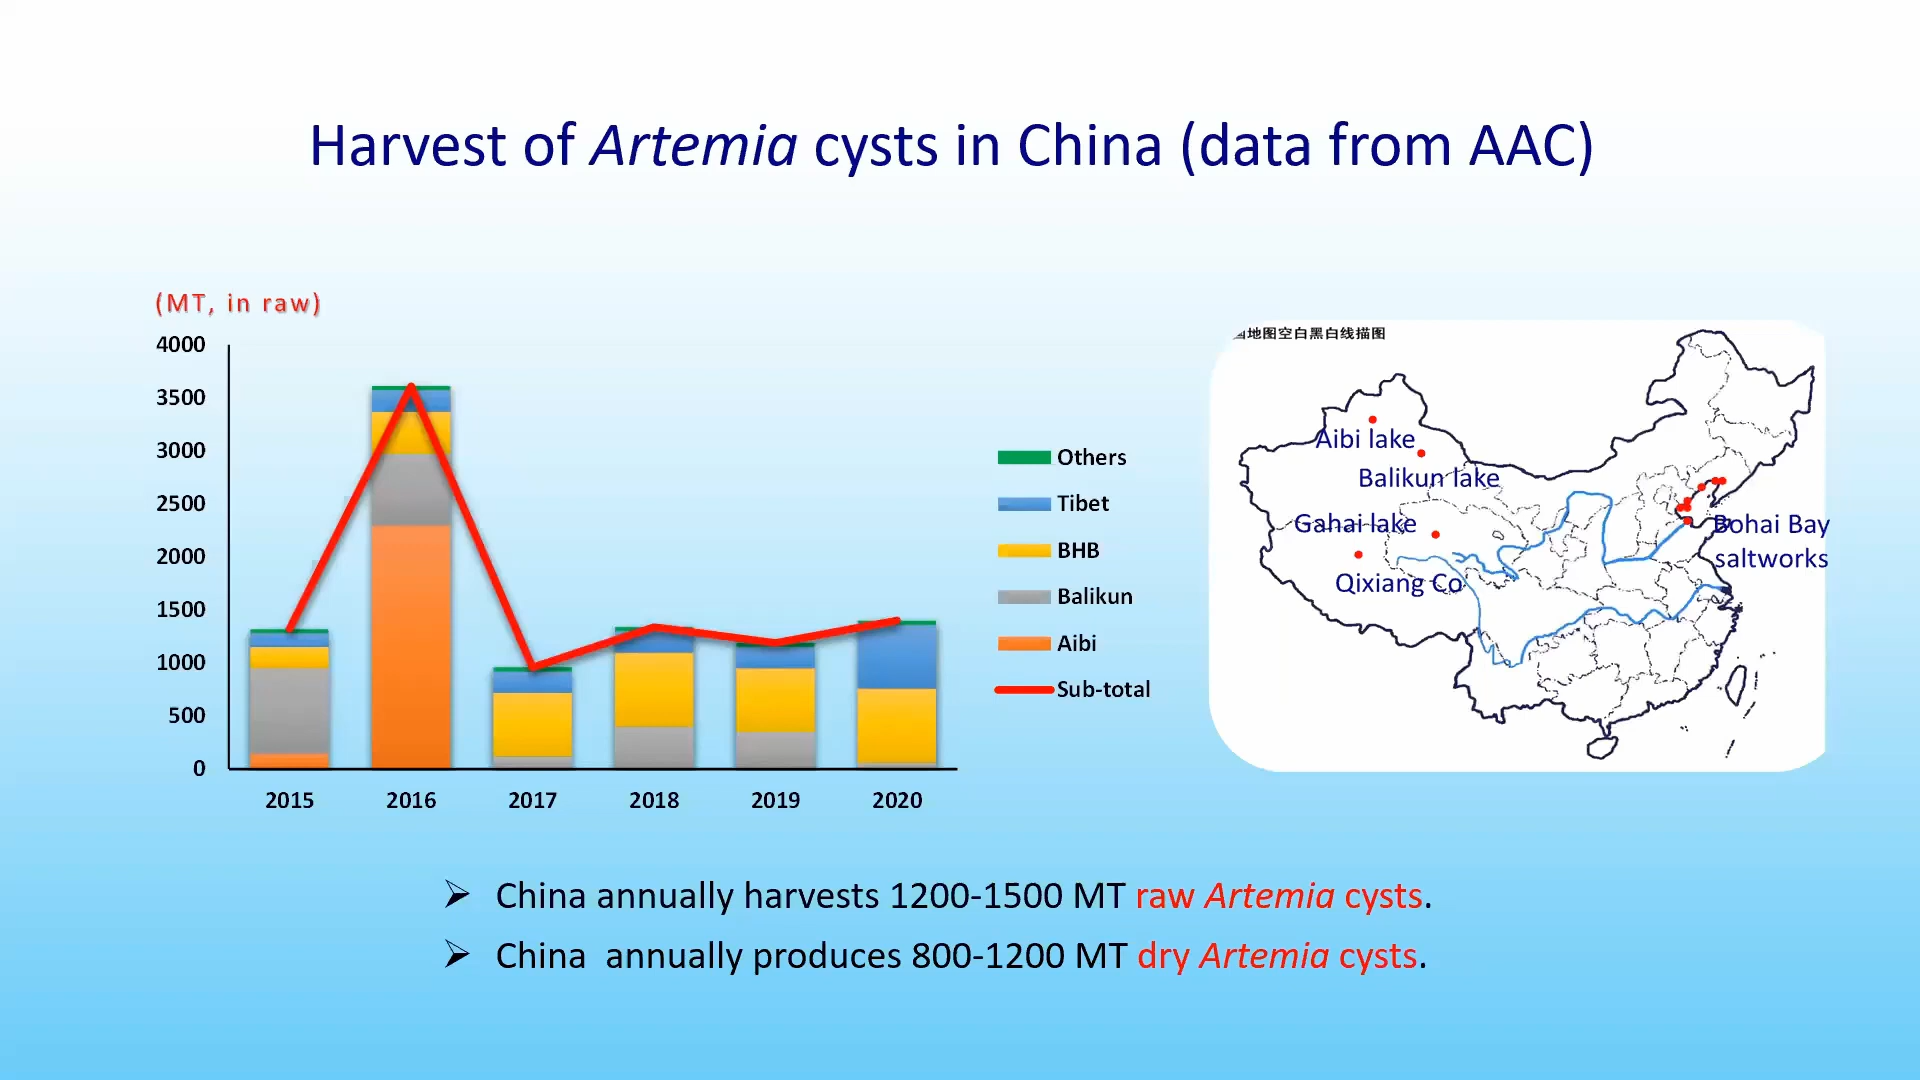 Harvest of Artemia cysts in China (data from AAC)
(MT, in raw)
4000
3500
3000
2500
2000
1500
1000
500
0
2015 2016 2017 2018 2019 2020
Others
Tibet
BHB
Balikun
Aibi
Sub-total
地图空白黑白线描图
Aibi lake
Balikun lake
Gahai lake
Qixiang Co
Bohai Bay
saltworks
➢ China annually harvests 1200-1500 MT raw Artemia cysts.
➢ China  annually produces 800-1200 MT dry Artemia cysts.